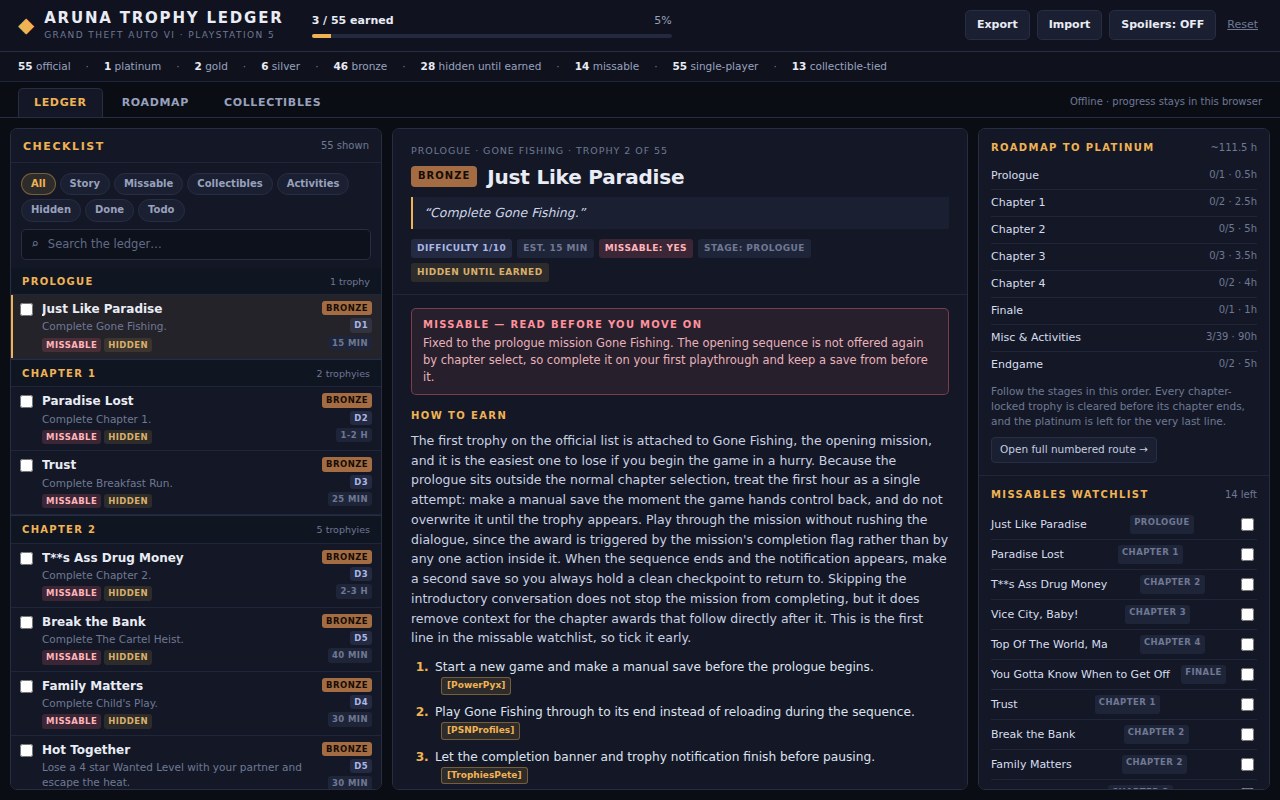 ◆ ARUNA TROPHY LEDGER
GRAND THEFT AUTO VI · PLAYSTATION 5
3 / 55 earned 5%
Export Import Spoilers: OFF Reset
55 official · 1 platinum · 2 gold · 6 silver · 46 bronze · 28 hidden until earned · 14 missable · 55 single-player · 13 collectible-tied
LEDGER ROADMAP COLLECTIBLES
Offline · progress stays in this browser
CHECKLIST 55 shown
All Story Missable Collectibles Activities
Hidden Done Todo
Search the ledger…
PROLOGUE 1 trophy
Just Like Paradise BRONZE
Complete Gone Fishing. D1
MISSABLE HIDDEN 15 MIN
CHAPTER 1 2 trophyies
Paradise Lost BRONZE
Complete Chapter 1. D2
MISSABLE HIDDEN 1-2 H
Trust BRONZE
Complete Breakfast Run. D3
MISSABLE HIDDEN 25 MIN
CHAPTER 2 5 trophyies
T**s Ass Drug Money BRONZE
Complete Chapter 2. D3
MISSABLE HIDDEN 2-3 H
Break the Bank BRONZE
Complete The Cartel Heist. D5
MISSABLE HIDDEN 40 MIN
Family Matters BRONZE
Complete Child's Play. D4
MISSABLE HIDDEN 30 MIN
Hot Together BRONZE
Lose a 4 star Wanted Level with your partner and D5
escape the heat. 30 MIN
PROLOGUE · GONE FISHING · TROPHY 2 OF 55
BRONZE Just Like Paradise
“Complete Gone Fishing.”
DIFFICULTY 1/10 EST. 15 MIN MISSABLE: YES STAGE: PROLOGUE
HIDDEN UNTIL EARNED
MISSABLE — READ BEFORE YOU MOVE ON
Fixed to the prologue mission Gone Fishing. The opening sequence is not offered again
by chapter select, so complete it on your first playthrough and keep a save from before
it.
HOW TO EARN
The first trophy on the official list is attached to Gone Fishing, the opening mission,
and it is the easiest one to lose if you begin the game in a hurry. Because the
prologue sits outside the normal chapter selection, treat the first hour as a single
attempt: make a manual save the moment the game hands control back, and do not
overwrite it until the trophy appears. Play through the mission without rushing the
dialogue, since the award is triggered by the mission's completion flag rather than by
any one action inside it. When the sequence ends and the notification appears, make
a second save so you always hold a clean checkpoint to return to. Skipping the
introductory conversation does not stop the mission from completing, but it does
remove context for the chapter awards that follow directly after it. This is the first
line in the missable watchlist, so tick it early.
1. Start a new game and make a manual save before the prologue begins.
[PowerPyx]
2. Play Gone Fishing through to its end instead of reloading during the sequence.
[PSNProfiles]
3. Let the completion banner and trophy notification finish before pausing.
[TrophiesPete]
ROADMAP TO PLATINUM ~111.5 h
Prologue 0/1 · 0.5h
Chapter 1 0/2 · 2.5h
Chapter 2 0/5 · 5h
Chapter 3 0/3 · 3.5h
Chapter 4 0/2 · 4h
Finale 0/1 · 1h
Misc & Activities 3/39 · 90h
Endgame 0/2 · 5h
Follow the stages in this order. Every chapter-
locked trophy is cleared before its chapter ends,
and the platinum is left for the very last line.
Open full numbered route →
MISSABLES WATCHLIST 14 left
Just Like Paradise PROLOGUE
Paradise Lost CHAPTER 1
T**s Ass Drug Money CHAPTER 2
Vice City, Baby! CHAPTER 3
Top Of The World, Ma CHAPTER 4
You Gotta Know When to Get Off FINALE
Trust CHAPTER 1
Break the Bank CHAPTER 2
Family Matters CHAPTER 2